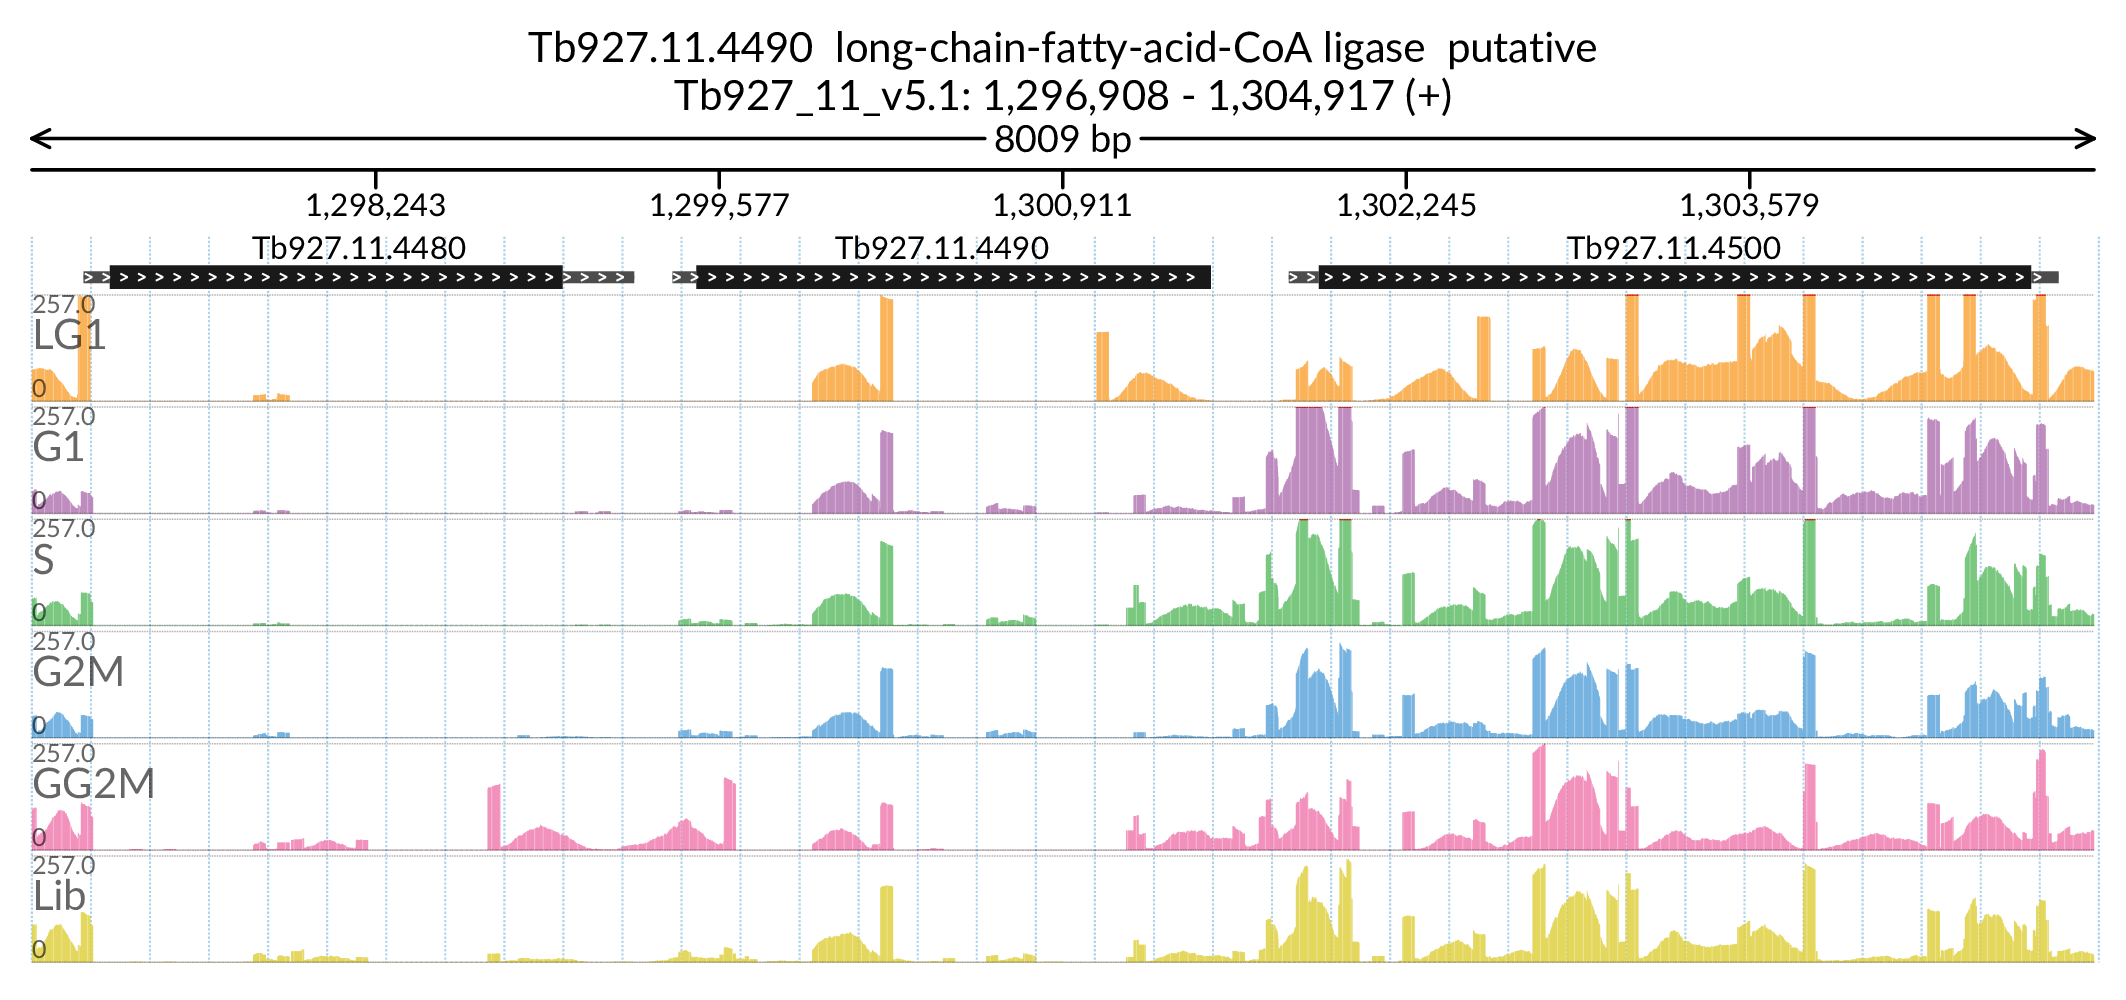 Tb927.11.4490  long-chain-fatty-acid-CoA ligase  putative
Tb927_11_v5.1: 1,296,908 - 1,304,917 (+)
8009 bp
1,298,243 1,299,577 1,300,911 1,302,245 1,303,579
Tb927.11.4480 Tb927.11.4490 Tb927.11.4500
257.0
LG1
0
257.0
G1
0
257.0
S
0
257.0
G2M
0
257.0
GG2M
0
257.0
Lib
0